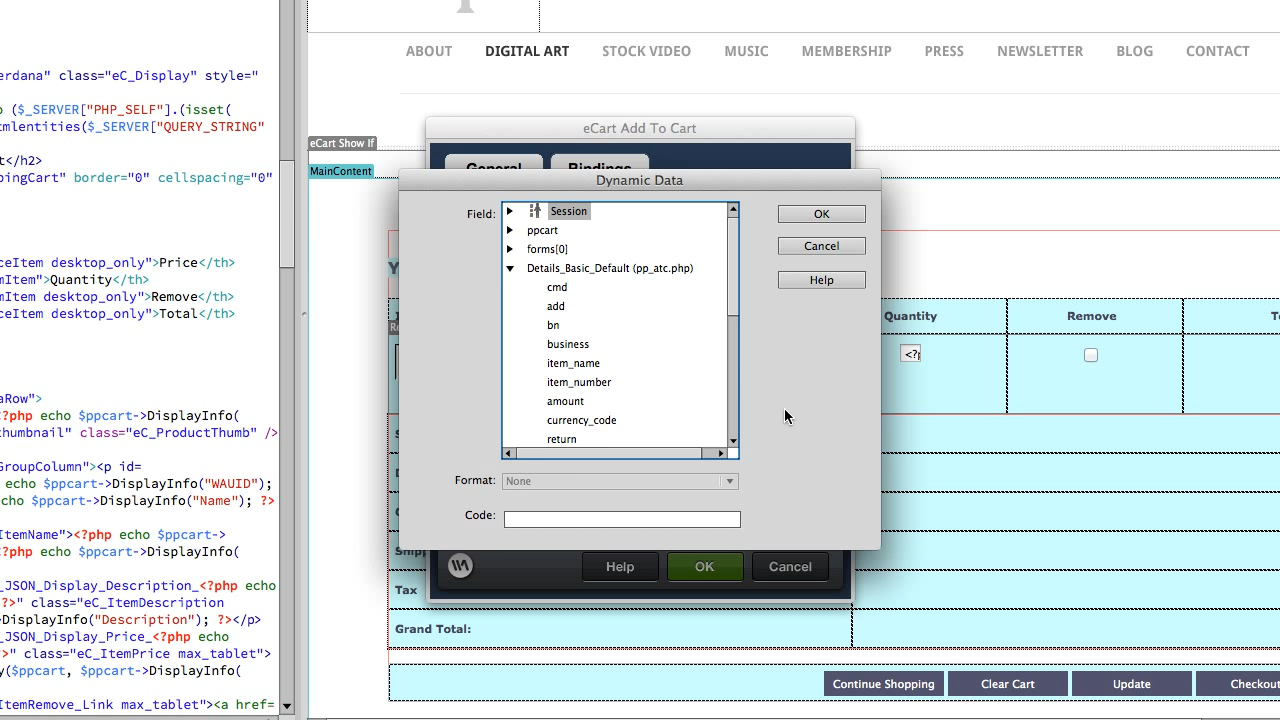 ABOUT DIGITAL ART STOCK VIDEO MUSIC MEMBERSHIP PRESS NEWSLETTER BLOG CONTACT
erdana" class="eC_Display" style="
($_SERVER["PHP_SELF"].(isset(
tmlentities($_SERVER["QUERY_STRING"
t</h2>
pingCart" border="0" cellspacing="0"
ceItem desktop_only">Price</th>
mItem">Quantity</th>
mItem desktop_only">Remove</th>
ceItem desktop_only">Total</th>
aRow">
<?php echo $ppcart->DisplayInfo(
thumbnail" class="eC_ProductThumb" />
GroupColumn"><p id=
echo $ppcart->DisplayInfo("WAUID");
echo $ppcart->DisplayInfo("Name"); ?>
ItemName"><?php echo $ppcart->
<?php echo $ppcart->DisplayInfo(
_JSON_Display_Description_<?php echo
?>" class="eC_ItemDescription
>DisplayInfo("Description"); ?></p>
_JSON_Display_Price_<?php echo
?>" class="eC_ItemPrice max_tablet">
y($ppcart, $ppcart->DisplayInfo(
ItemRemove_Link max_tablet"><a href=
eCart Show If
MainContent
eCart Add To Cart
General Bindings
Dynamic Data
Field:
Session
ppcart
forms[0]
Details_Basic_Default (pp_atc.php)
cmd
add
bn
business
item_name
item_number
amount
currency_code
return
OK
Cancel
Help
Format: None
Code:
Help OK Cancel
Quantity Remove
<?p
Tax
Grand Total:
Continue Shopping Clear Cart Update Checkou